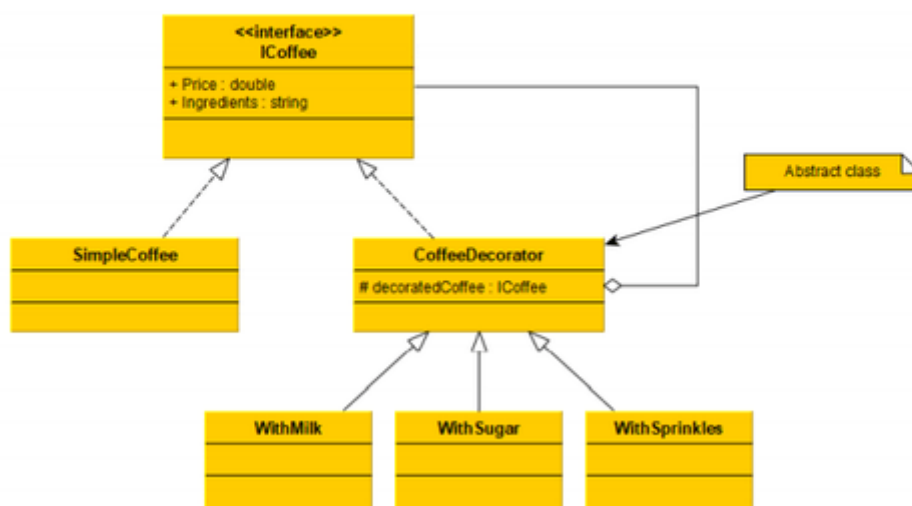 <<interface>>
ICoffee
+ Price : double
+ Ingredients : string
Abstract class
SimpleCoffee
CoffeeDecorator
# decoratedCoffee : ICoffee
WithMilk
WithSugar
WithSprinkles